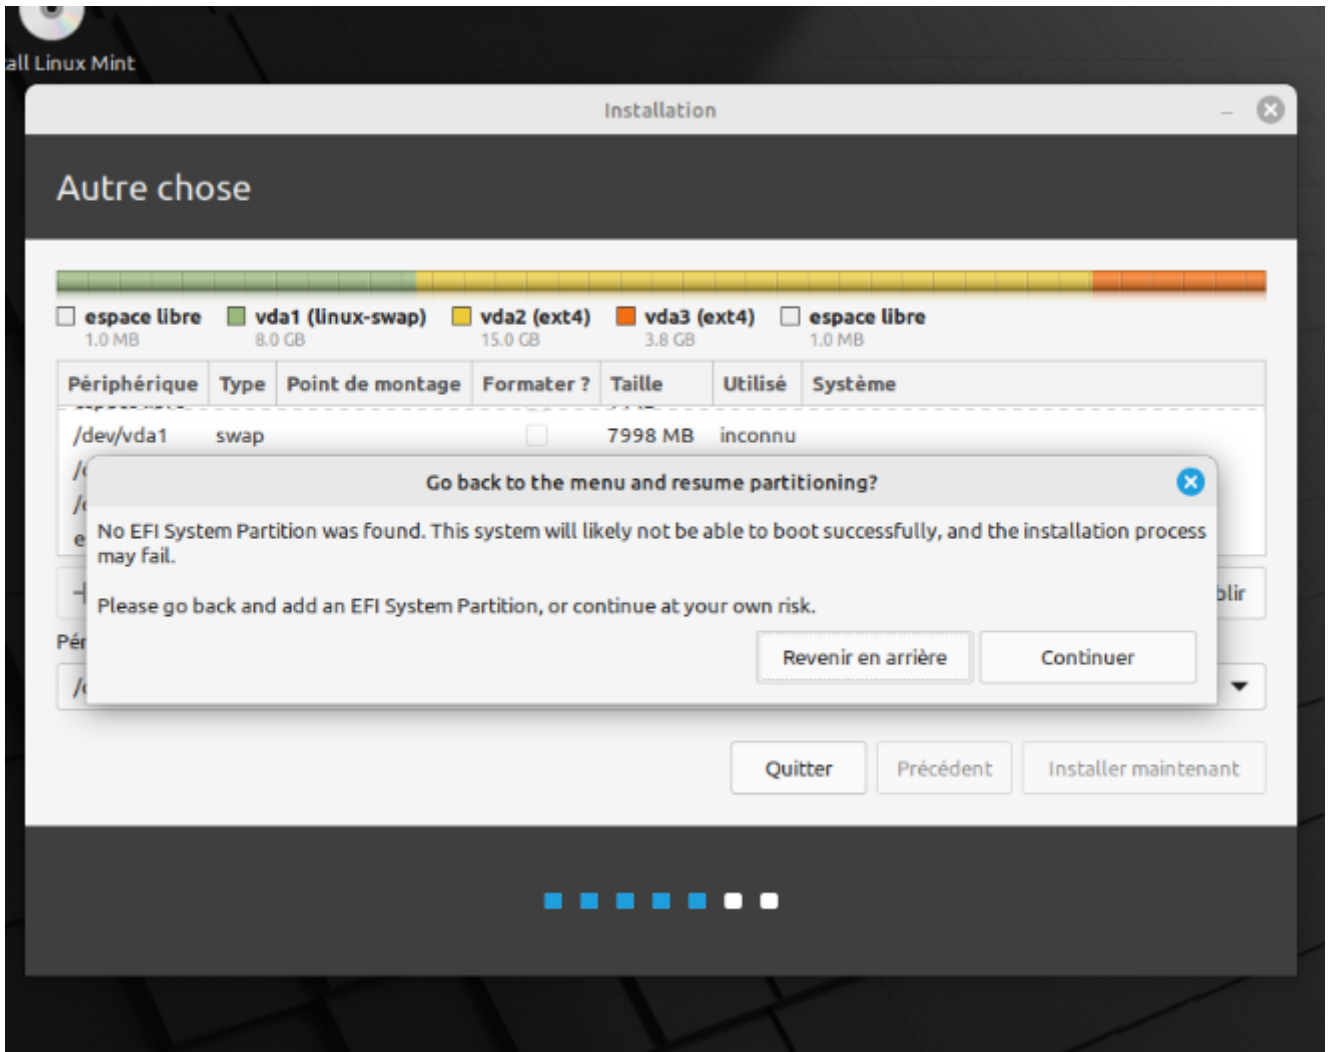 all Linux Mint
Installation
Autre chose
espace libre vda1 (linux-swap) vda2 (ext4) vda3 (ext4) espace libre
1.0 MB 8.0 GB 15.0 GB 3.8 GB 1.0 MB
Périphérique Type Point de montage Formater ? Taille Utilisé Système
/dev/vda1 swap 7998 MB inconnu
Go back to the menu and resume partitioning?
No EFI System Partition was found. This system will likely not be able to boot successfully, and the installation process
may fail.
Please go back and add an EFI System Partition, or continue at your own risk.
blir
Pér
Revenir en arrière Continuer
Quitter Précédent Installer maintenant